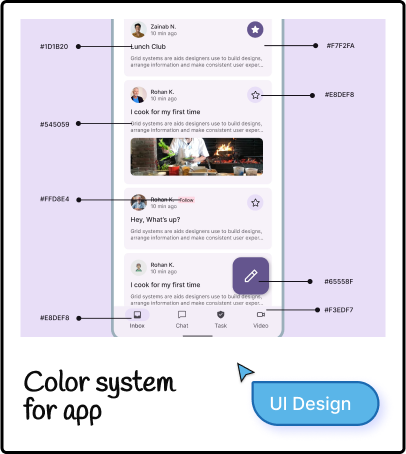 Zainab N.
10 min ago
#1D1B20
Lunch Club
#F7F2FA
Grid systems are aids designers use to build designs,
arrange information and make consistent user exper...
Rohan K.
10 min ago
#E8DEF8
I cook for my first time
#545059
Grid systems are aids designers use to build designs,
arrange information and make consistent user exper...
#FFD8E4
Rohan K. Follow
10 min ago
Hey, What's up?
Grid systems are aids designers use to build designs,
arrange information and make consistent user exper...
Rohan K.
10 min ago
#65558F
I cook for my first time
Grid systems are aids designers use to build designs,
arrange information and make consistent user exper...
#F3EDF7
#E8DEF8
Inbox Chat Task Video
Color system
for app
UI Design